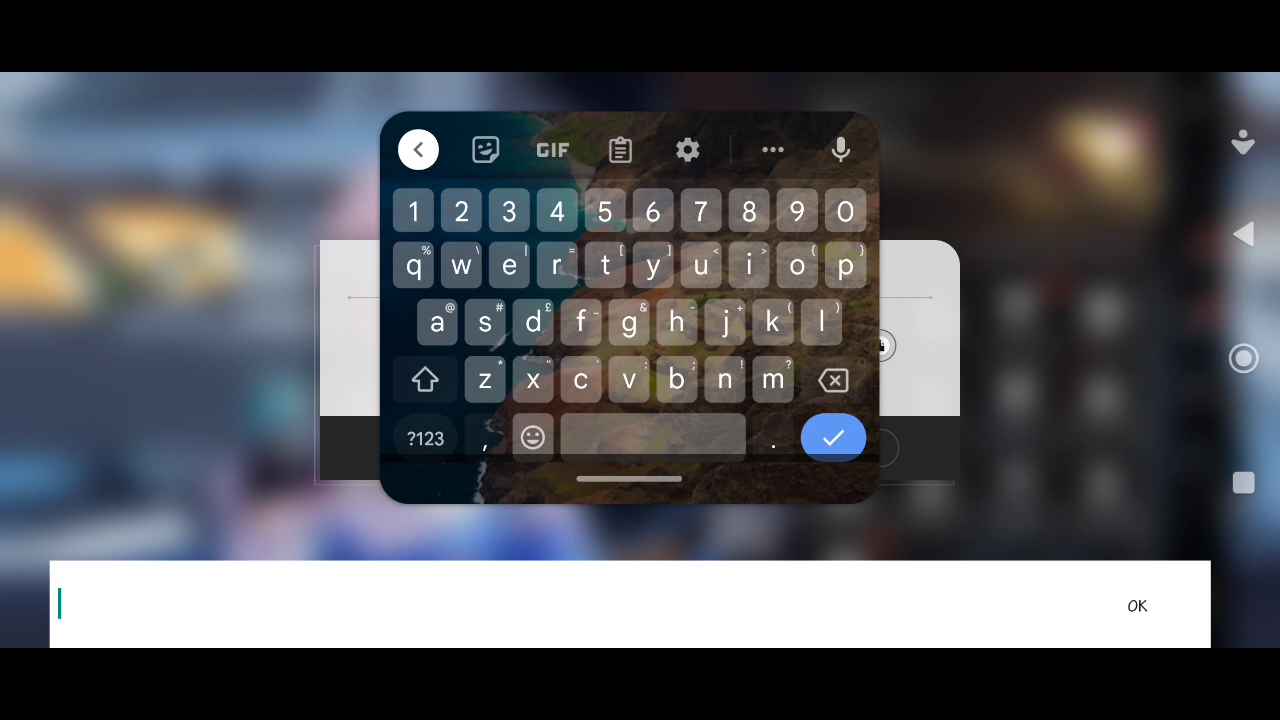 GIF
1 2 3 4 5 6 7 8 9 0
% \ | = [ ] < > { }
q w e r t y u i o p
@ # £ _ & - + ( )
a s d f g h j k l
* " ' : ; ! ?
z x c v b n m
?123 , .
OK